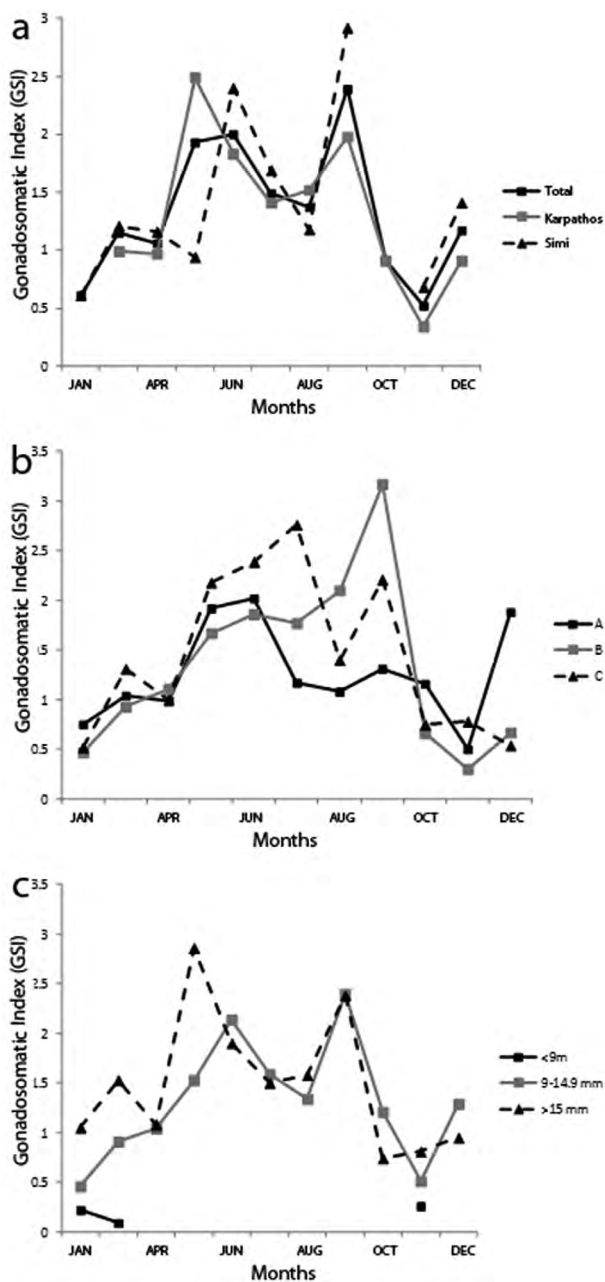 a
Gonadosomatic Index (GSI)
3
2.5
2
1.5
1
0.5
0
JAN APR JUN AUG OCT DEC
Months
Total
Karpathos
Simi
b
Gonadosomatic Index (GSI)
3.5
3
2.5
2
1.5
1
0.5
0
JAN APR JUN AUG OCT DEC
Months
A
B
C
c
Gonadosomatic Index (GSI)
3.5
3
2.5
2
1.5
1
0.5
0
JAN APR JUN AUG OCT DEC
Months
<9m
9-14.9 mm
>15 mm